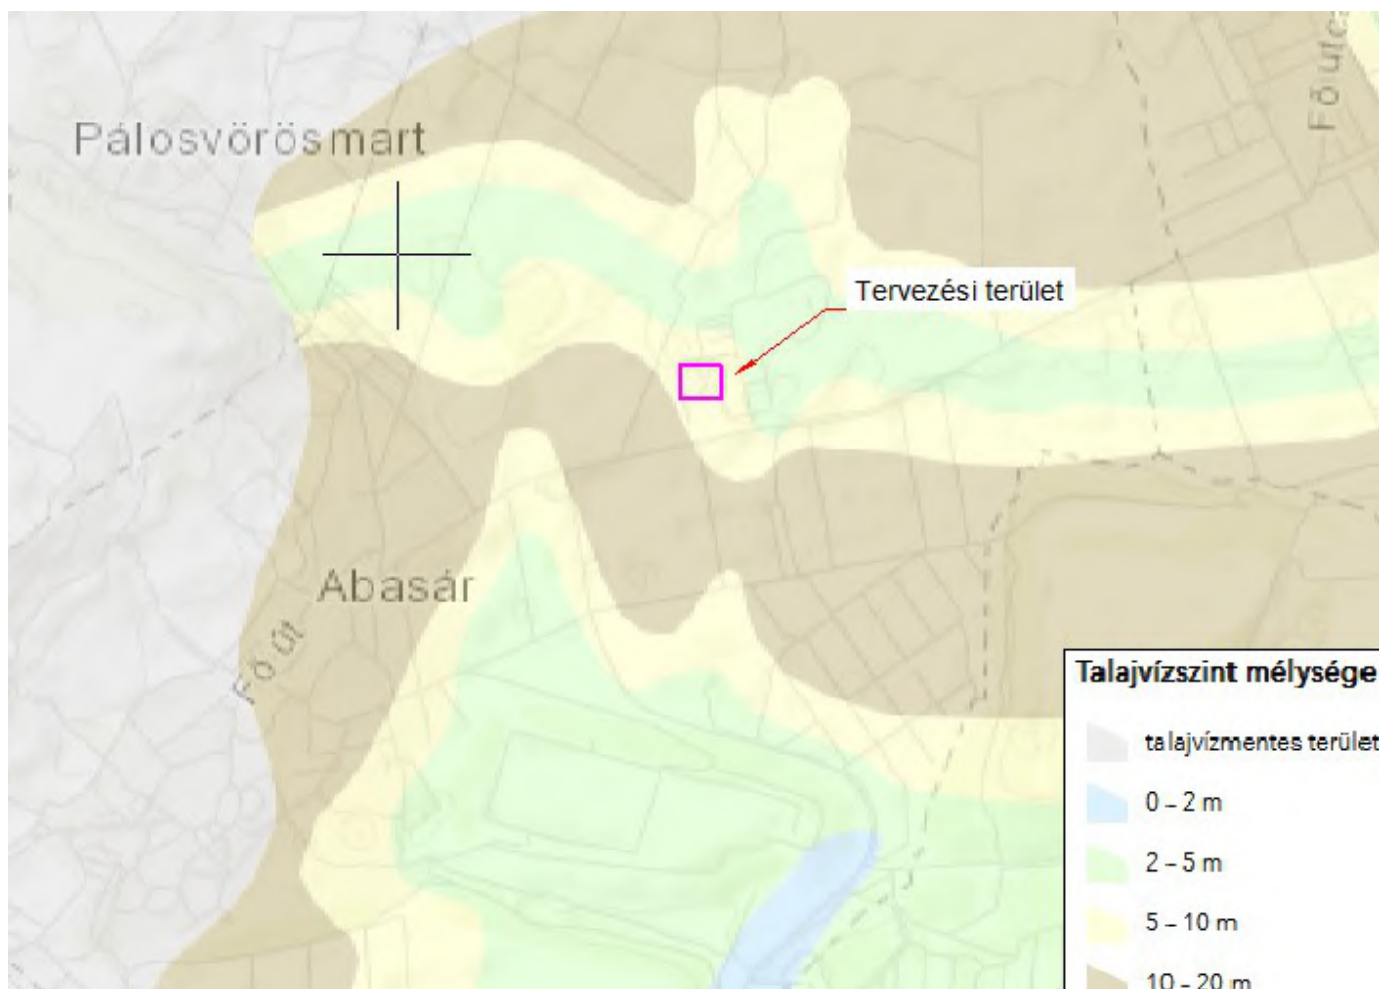 Fő utca
Pálosvörösmart
Tervezési terület
Abasár
Fő út
Talajvízszint mélysége
talajvízmentes terület
0 – 2 m
2 – 5 m
5 – 10 m
10 - 20 m